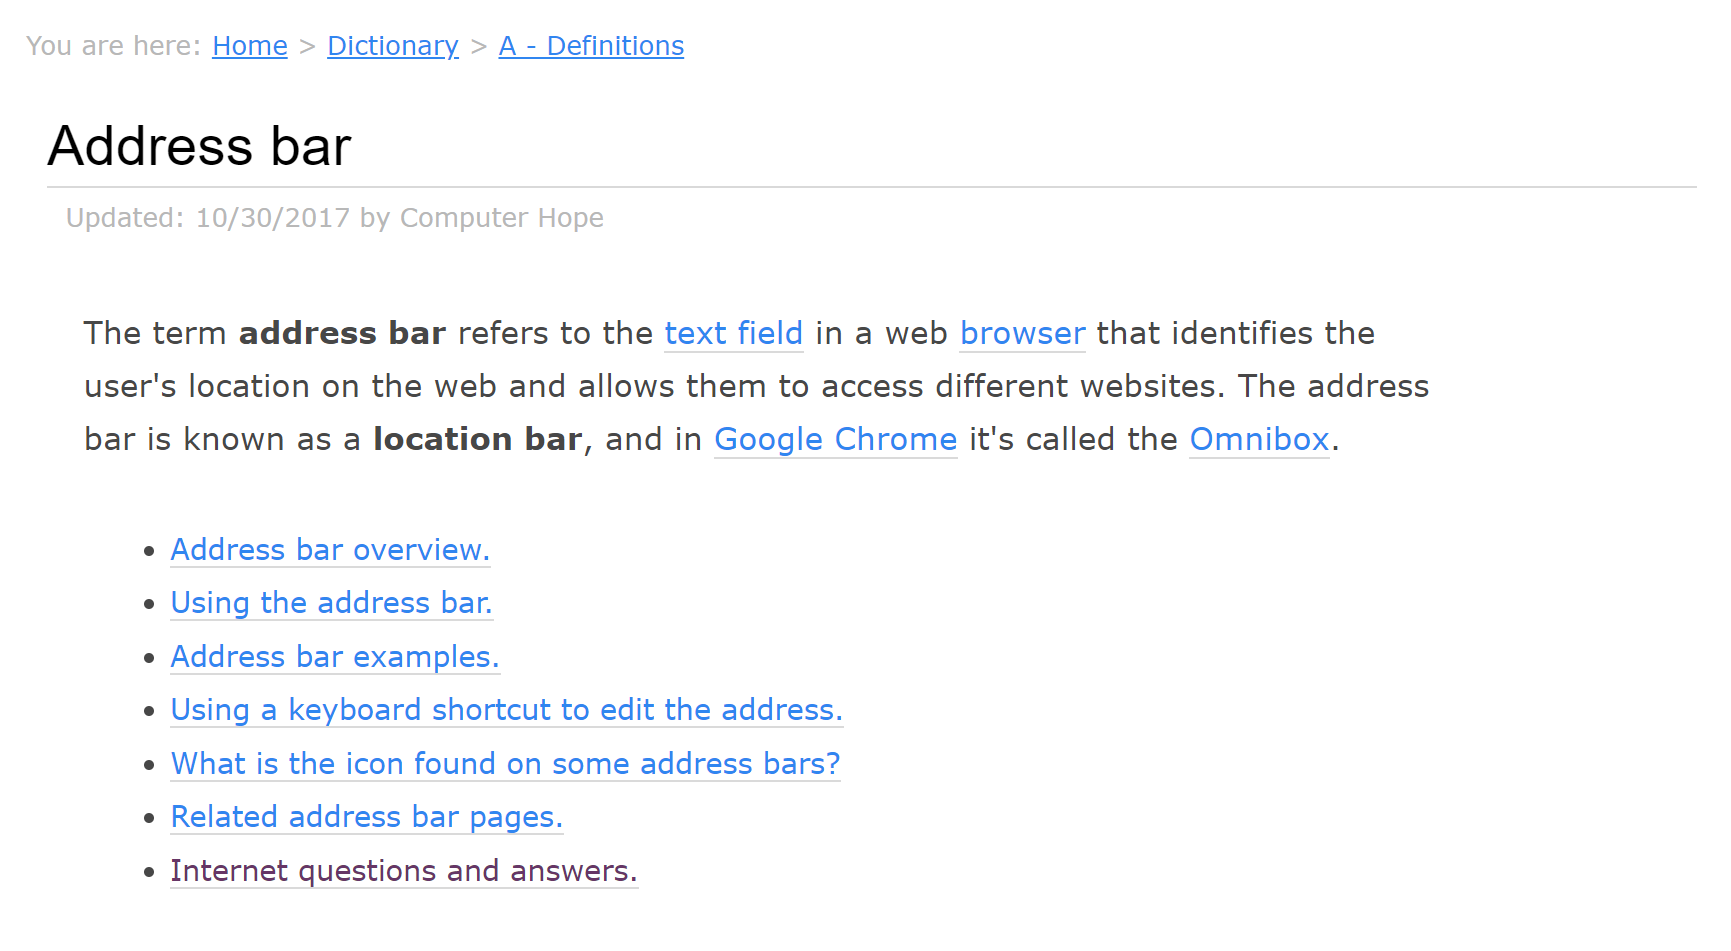 You are here: Home > Dictionary > A - Definitions
Address bar
Updated: 10/30/2017 by Computer Hope
The term address bar refers to the text field in a web browser that identifies the
user's location on the web and allows them to access different websites. The address
bar is known as a location bar, and in Google Chrome it's called the Omnibox.
• Address bar overview.
• Using the address bar.
• Address bar examples.
• Using a keyboard shortcut to edit the address.
• What is the icon found on some address bars?
• Related address bar pages.
• Internet questions and answers.